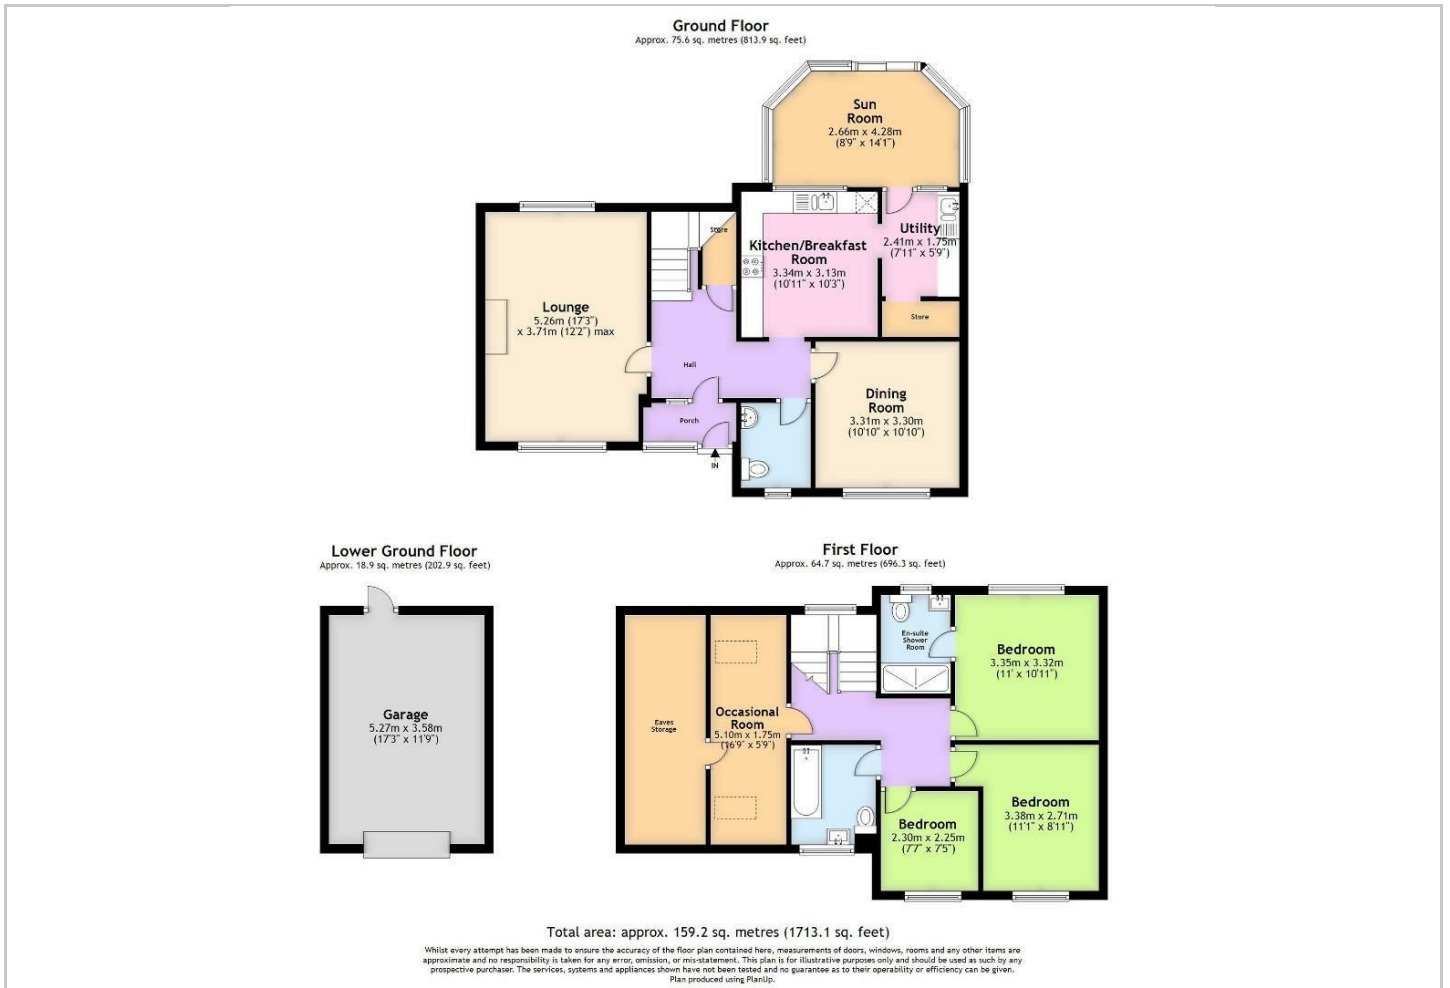 Ground Floor
Approx. 75.6 sq. metres (813.9 sq. feet)
Sun
Room
2.66m x 4.28m
(8'9" x 14'1")
Store
Kitchen/Breakfast
Room
3.34m x 3.13m
(10'11" x 10'3")
Utility
2.41m x 1.75m
(7'11" x 5'9")
Lounge
5.26m (17'3")
x 3.71m (12'2") max
Store
Hall
Dining
Room
3.31m x 3.30m
(10'10" x 10'10")
Porch
IN
Lower Ground Floor
Approx. 18.9 sq. metres (202.9 sq. feet)
Garage
5.27m x 3.58m
(17'3" x 11'9")
First Floor
Approx. 64.7 sq. metres (696.3 sq. feet)
En-suite
Shower
Room
Bedroom
3.35m x 3.32m
(11' x 10'11")
Eaves
Storage
Occasional
Room
5.10m x 1.75m
(16'9" x 5'9")
Bedroom
3.38m x 2.71m
(11'1" x 8'11")
Bedroom
2.30m x 2.25m
(7'7" x 7'5")
Total area: approx. 159.2 sq. metres (1713.1 sq. feet)
Whilst every attempt has been made to ensure the accuracy of the floor plan contained here, measurements of doors, windows, rooms and any other items are
approximate and no responsibility is taken for any error, omission, or mis-statement. This plan is for illustrative purposes only and should be used as such by any
prospective purchaser. The services, systems and appliances shown have not been tested and no guarantee as to their operability or efficiency can be given.
Plan produced using PlanUp.